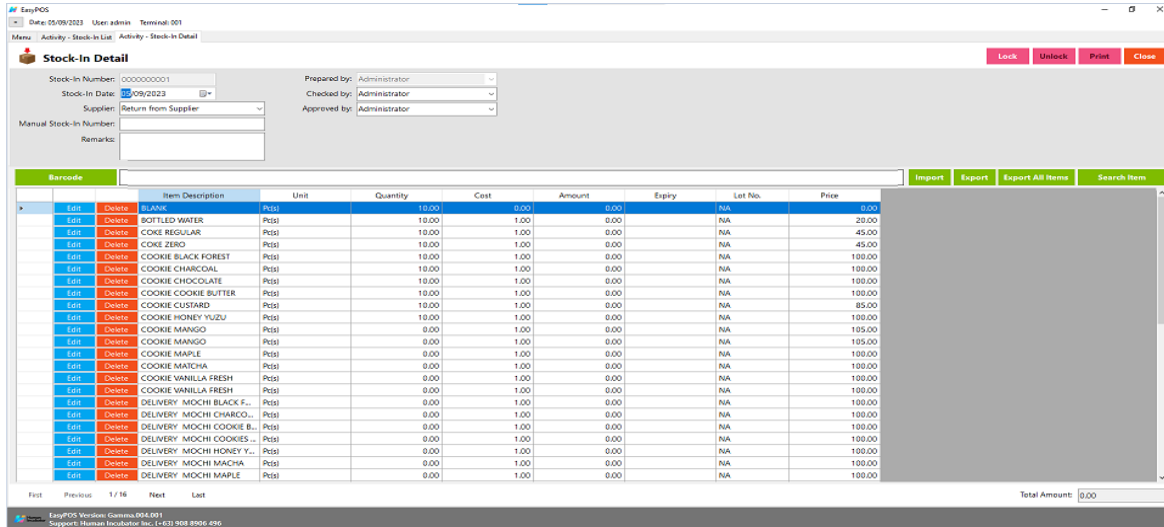 EasyPOS
Date: 05/09/2023 User: admin Terminal: 001
Menu Activity - Stock-In List Activity - Stock-In Detail
Stock-In Detail Lock Unlock Print Close
Stock-In Number: 0000000001 Prepared by: Administrator
Stock-In Date: 05/09/2023 Checked by: Administrator
Supplier: Return from Supplier Approved by: Administrator
Manual Stock-In Number:
Remarks:
Barcode Import Export Export All Items Search Item
Item Description Unit Quantity Cost Amount Expiry Lot No. Price
Edit Delete BLANK Pc(s) 10.00 0.00 0.00 NA 0.00
Edit Delete BOTTLED WATER Pc(s) 10.00 1.00 0.00 NA 20.00
Edit Delete COKE REGULAR Pc(s) 10.00 1.00 0.00 NA 45.00
Edit Delete COKE ZERO Pc(s) 10.00 1.00 0.00 NA 45.00
Edit Delete COOKIE BLACK FOREST Pc(s) 10.00 1.00 0.00 NA 100.00
Edit Delete COOKIE CHARCOAL Pc(s) 10.00 1.00 0.00 NA 100.00
Edit Delete COOKIE CHOCOLATE Pc(s) 10.00 1.00 0.00 NA 100.00
Edit Delete COOKIE COOKIE BUTTER Pc(s) 10.00 1.00 0.00 NA 100.00
Edit Delete COOKIE CUSTARD Pc(s) 10.00 1.00 0.00 NA 85.00
Edit Delete COOKIE HONEY YUZU Pc(s) 10.00 1.00 0.00 NA 100.00
Edit Delete COOKIE MANGO Pc(s) 0.00 1.00 0.00 NA 105.00
Edit Delete COOKIE MANGO Pc(s) 0.00 1.00 0.00 NA 105.00
Edit Delete COOKIE MAPLE Pc(s) 0.00 1.00 0.00 NA 100.00
Edit Delete COOKIE MATCHA Pc(s) 0.00 1.00 0.00 NA 100.00
Edit Delete COOKIE VANILLA FRESH Pc(s) 0.00 1.00 0.00 NA 100.00
Edit Delete COOKIE VANILLA FRESH Pc(s) 0.00 1.00 0.00 NA 100.00
Edit Delete DELIVERY MOCHI BLACK F... Pc(s) 0.00 1.00 0.00 NA 100.00
Edit Delete DELIVERY MOCHI CHARCO... Pc(s) 0.00 1.00 0.00 NA 100.00
Edit Delete DELIVERY MOCHI COOKIE B... Pc(s) 0.00 1.00 0.00 NA 100.00
Edit Delete DELIVERY MOCHI COOKIES ... Pc(s) 0.00 1.00 0.00 NA 100.00
Edit Delete DELIVERY MOCHI HONEY Y... Pc(s) 0.00 1.00 0.00 NA 100.00
Edit Delete DELIVERY MOCHI MACHA Pc(s) 0.00 1.00 0.00 NA 100.00
Edit Delete DELIVERY MOCHI MAPLE Pc(s) 0.00 1.00 0.00 NA 100.00
First Previous 1 / 16 Next Last Total Amount: 0.00
EasyPOS Version: Gamma.004.001
Support: Human Incubator Inc. (+63) 908 8906 496